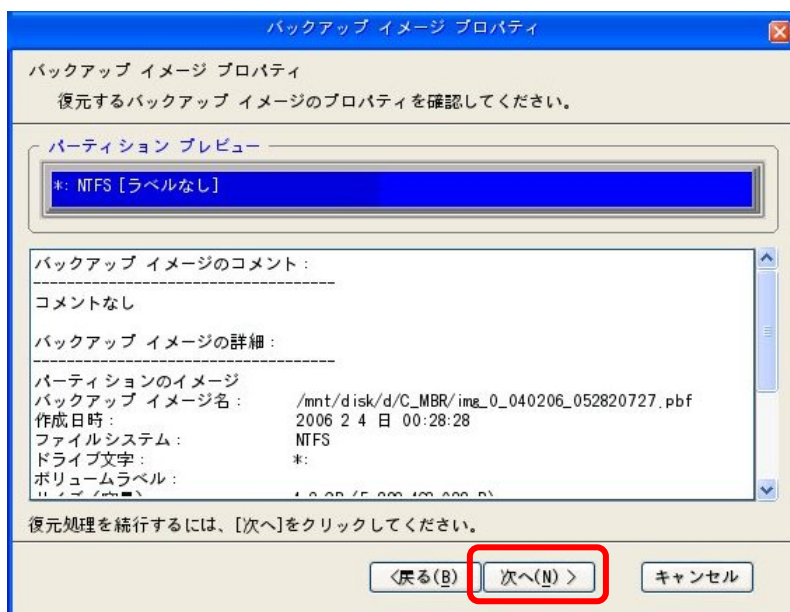 バックアップ イメージ プロパティ
バックアップ イメージ プロパティ
復元するバックアップ イメージのプロパティを確認してください。
パーティション プレビュー
*: NTFS [ラベルなし]
バックアップ イメージのコメント:
------------------------------------
コメントなし
バックアップ イメージの詳細:
------------------------------------
パーティションのイメージ
バックアップ イメージ名: /mnt/disk/d/C_MBR/img_0_040206_052820727.pbf
作成日時: 2006 2 4 日 00:28:28
ファイルシステム: NTFS
ドライブ文字: *:
ボリュームラベル:
復元処理を続行するには、[次へ]をクリックしてください。
<戻る(B) 次へ(N) > キャンセル